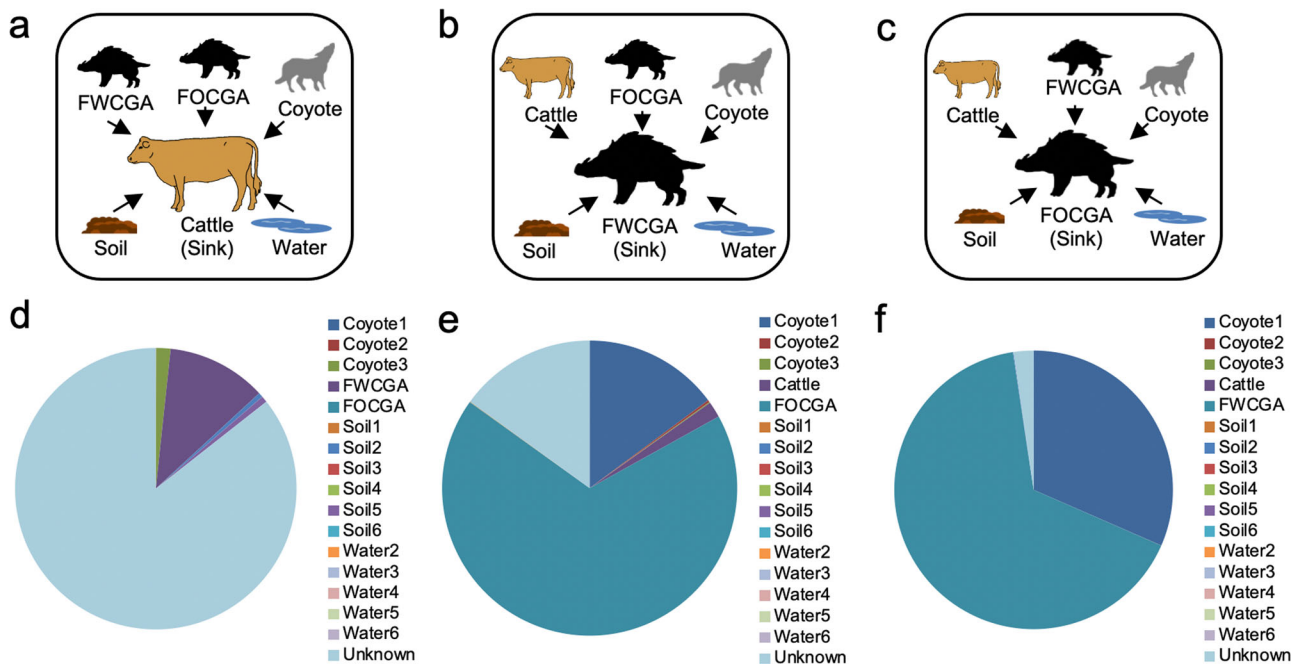 a
FWCGA
FOCGA
Coyote
Soil
Cattle
(Sink)
Water
b
Cattle
FOCGA
Coyote
Soil
FWCGA
(Sink)
Water
c
Cattle
FWCGA
Coyote
Soil
FOCGA
(Sink)
Water
d
Coyote1
Coyote2
Coyote3
FWCGA
FOCGA
Soil1
Soil2
Soil3
Soil4
Soil5
Soil6
Water2
Water3
Water4
Water5
Water6
Unknown
e
Coyote1
Coyote2
Coyote3
Cattle
FOCGA
Soil1
Soil2
Soil3
Soil4
Soil5
Soil6
Water2
Water3
Water4
Water5
Water6
Unknown
f
Coyote1
Coyote2
Coyote3
Cattle
FWCGA
Soil1
Soil2
Soil3
Soil4
Soil5
Soil6
Water2
Water3
Water4
Water5
Water6
Unknown